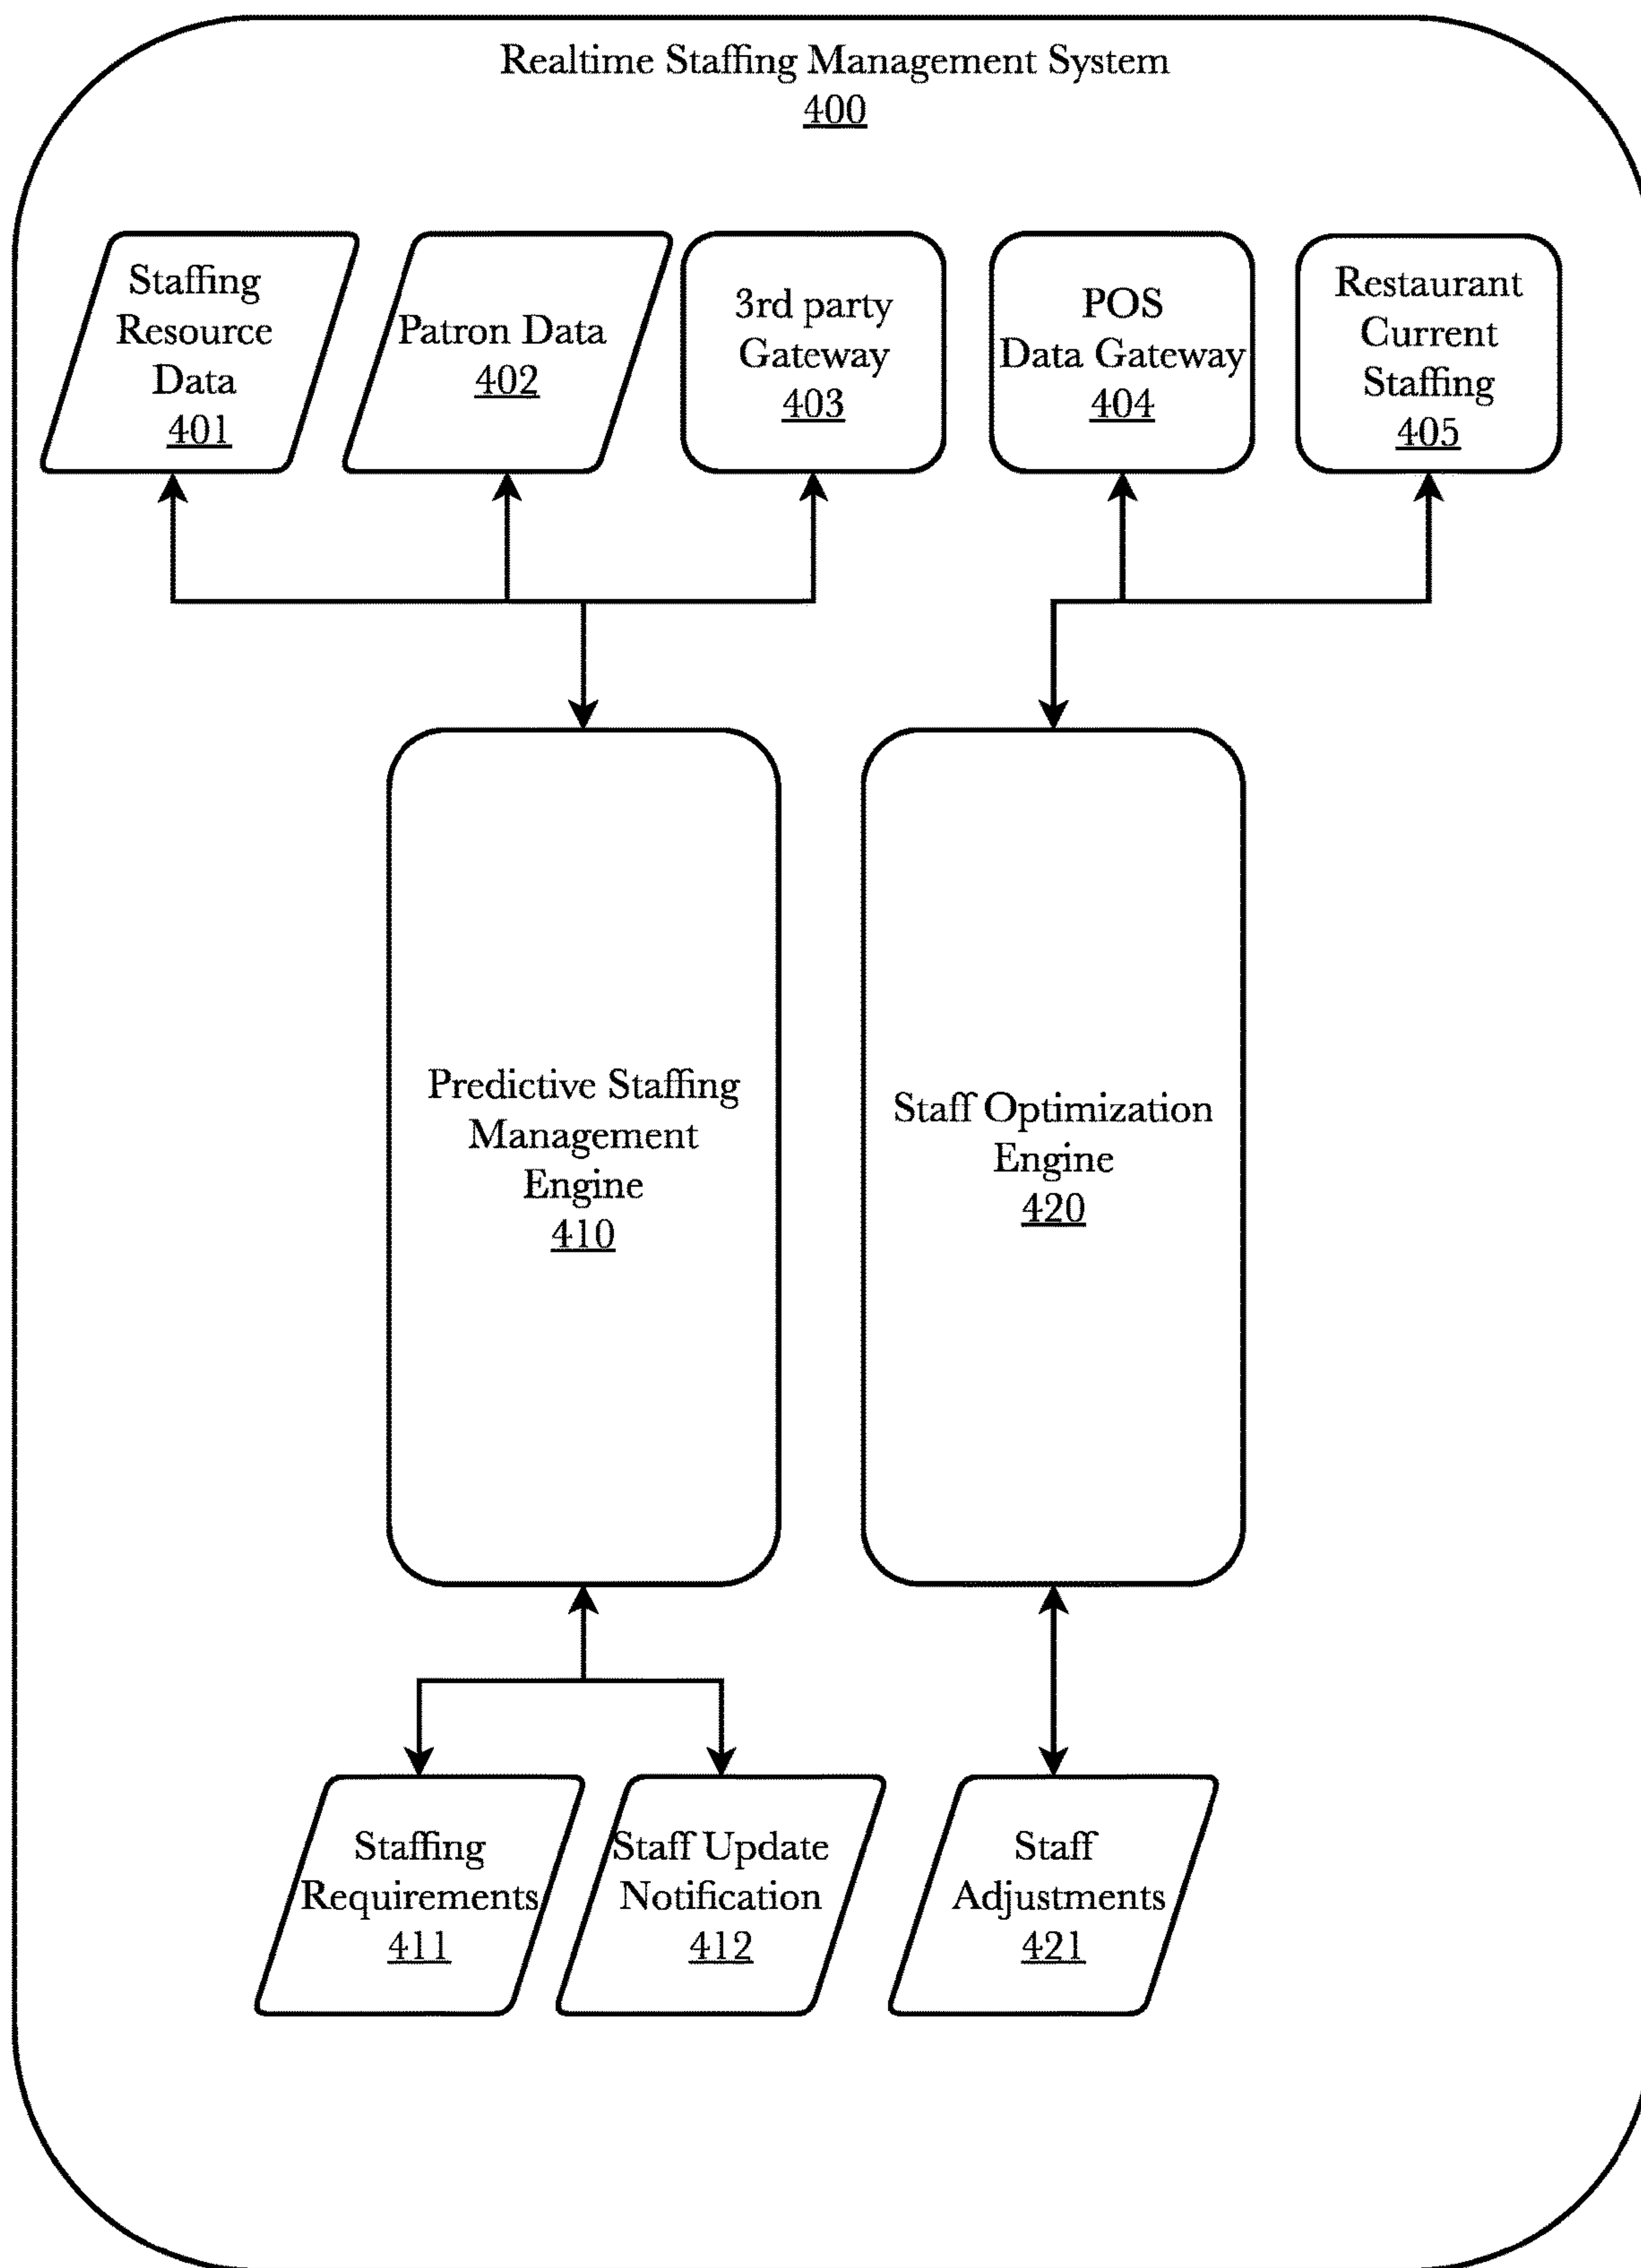 Realtime Staffing Management System
400
Staffing
Resource
Data
401
Patron Data
402
3rd party
Gateway
403
POS
Data Gateway
404
Restaurant
Current
Staffing
405
Predictive Staffing
Management
Engine
410
Staff Optimization
Engine
420
Staffing
Requirements
411
Staff Update
Notification
412
Staff
Adjustments
421